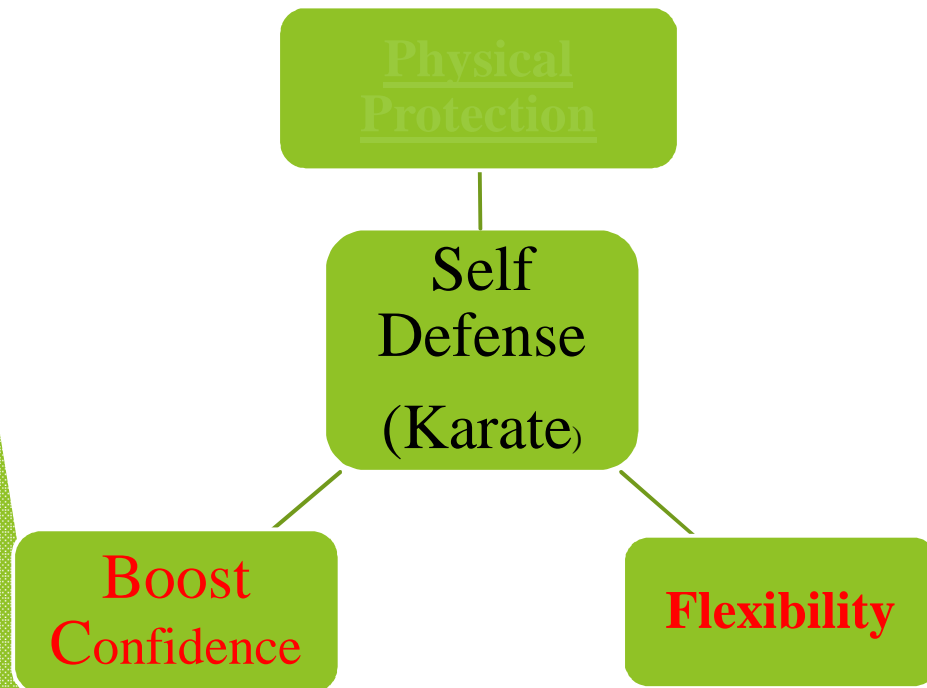 Physical
Protection
Self
Defense
(Karate)
Boost
Confidence
Flexibility